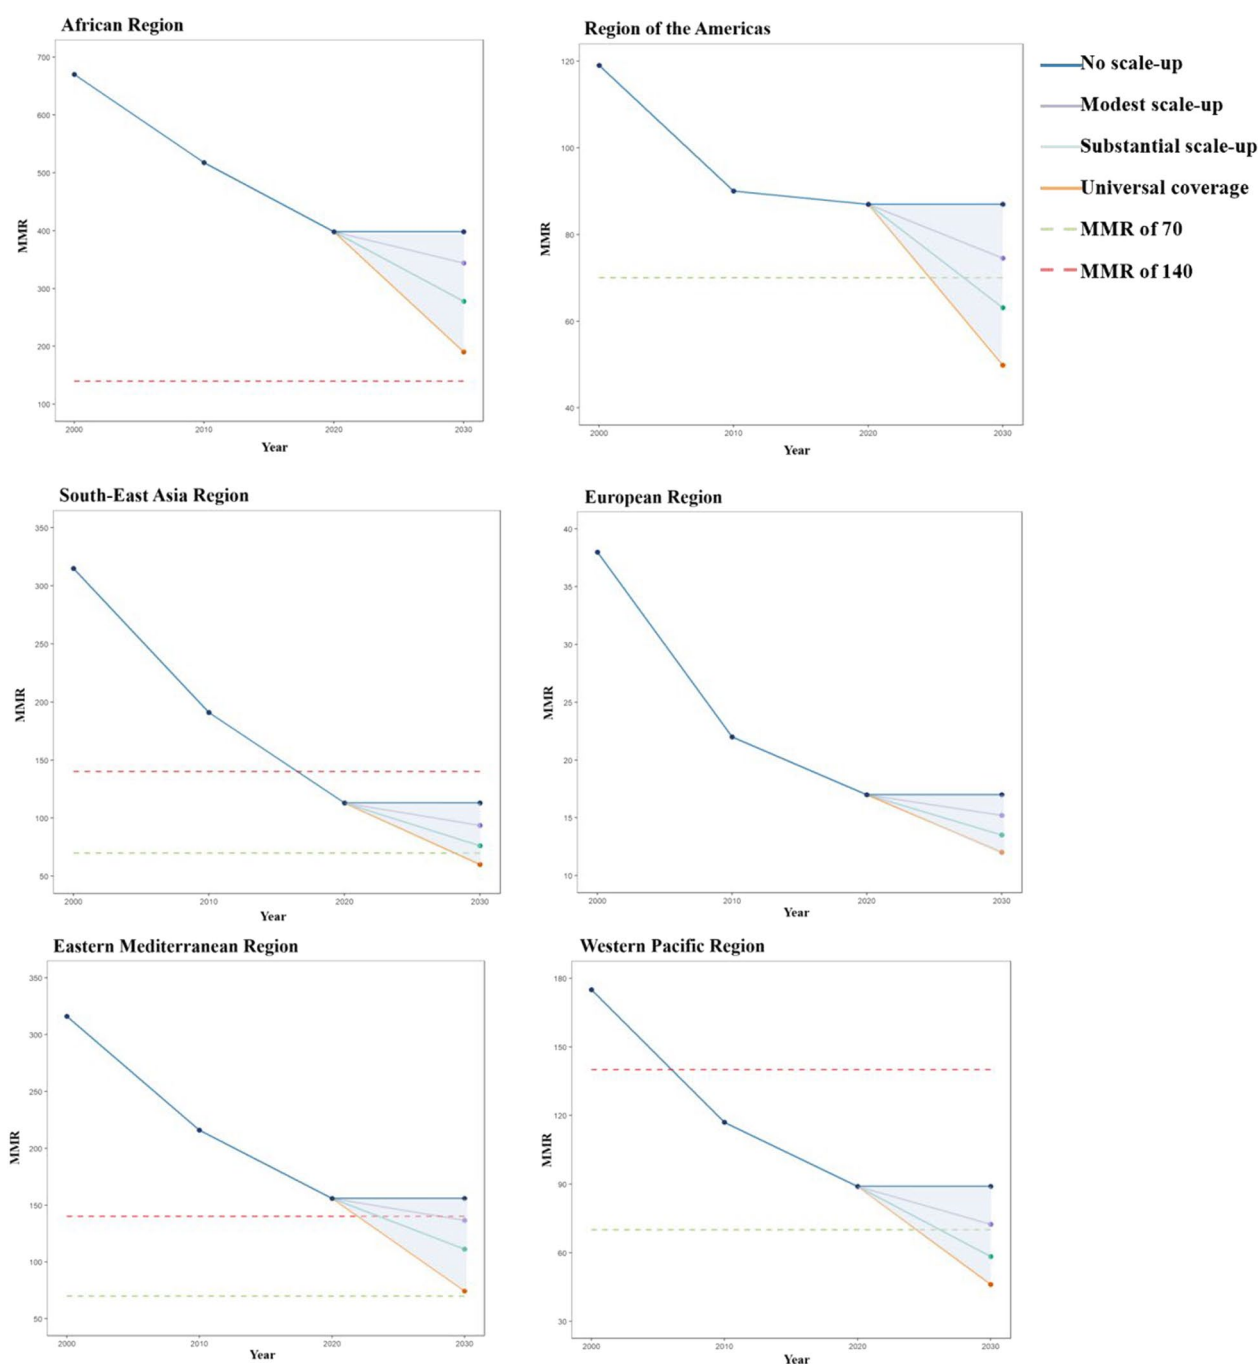 African Region
700
600
500
400
300
200
100
MMR
2000 2010 2020 2030
Year
Region of the Americas
120
100
80
60
40
MMR
2000 2010 2020 2030
Year
No scale-up
Modest scale-up
Substantial scale-up
Universal coverage
MMR of 70
MMR of 140
South-East Asia Region
350
300
250
200
150
100
50
MMR
2000 2010 2020 2030
Year
European Region
40
35
30
25
20
15
10
MMR
2000 2010 2020 2030
Year
Eastern Mediterranean Region
350
300
250
200
150
100
50
MMR
2000 2010 2020 2030
Year
Western Pacific Region
180
150
120
90
60
30
MMR
2000 2010 2020 2030
Year